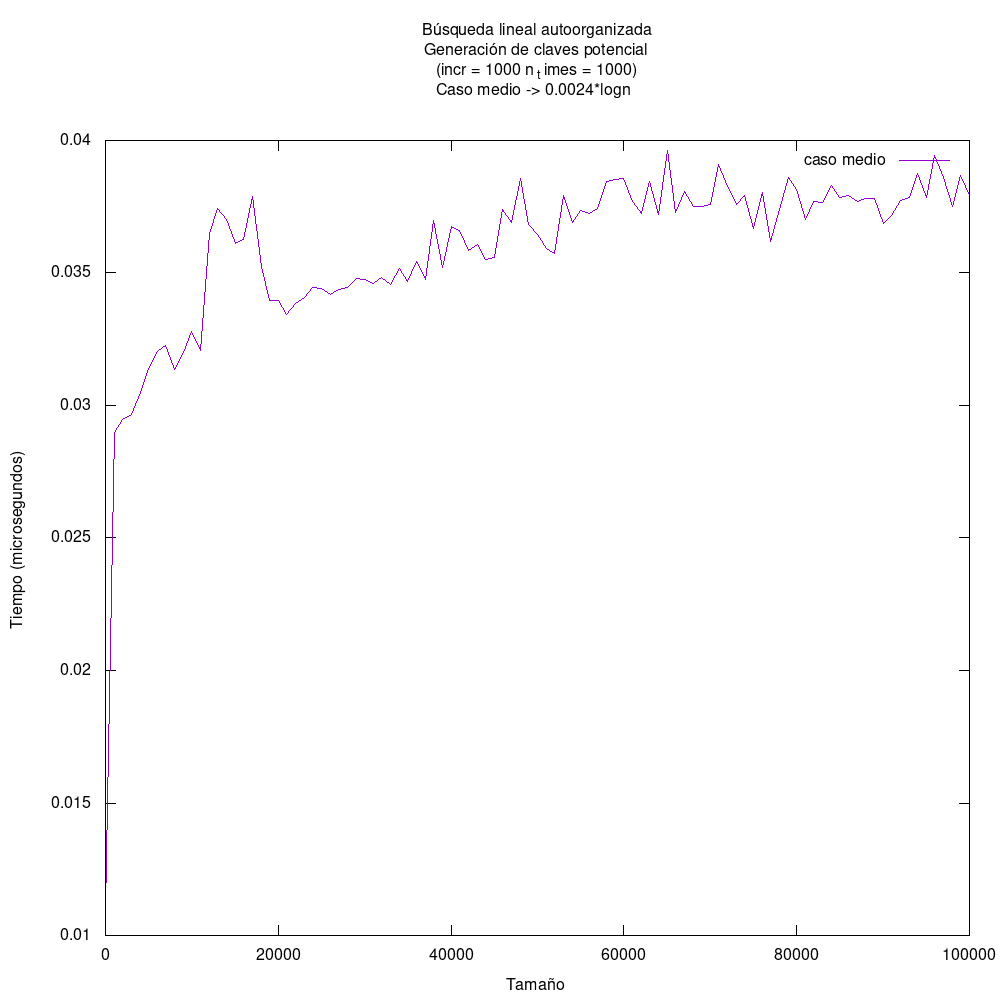 Búsqueda lineal autoorganizada
Generación de claves potencial
(incr = 1000 n t imes = 1000)
Caso medio -> 0.0024*logn
caso medio
0.04
0.035
0.03
0.025
0.02
0.015
0.01
Tiempo (microsegundos)
0 20000 40000 60000 80000 100000
Tamaño